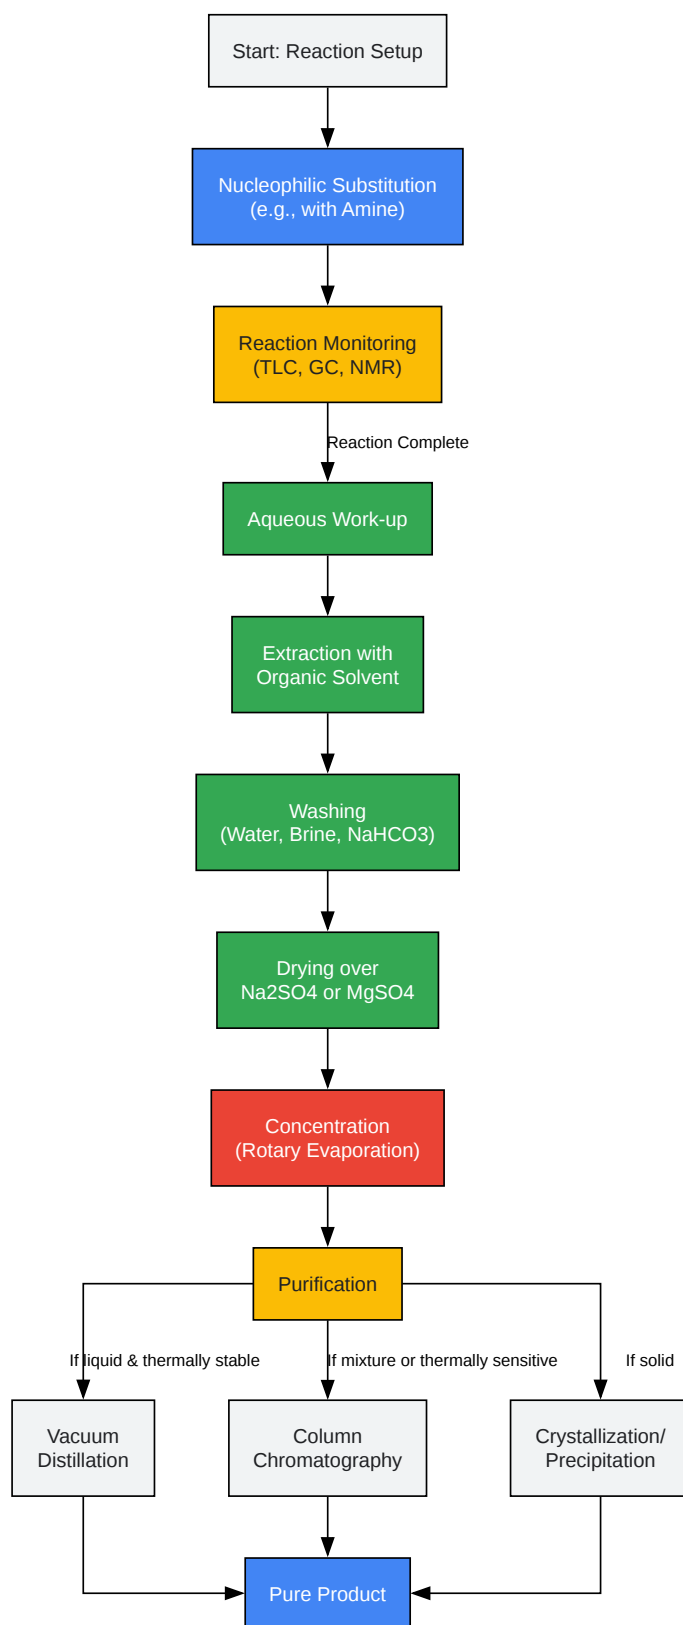 Start: Reaction Setup
Nucleophilic Substitution
(e.g., with Amine)
Reaction Monitoring
(TLC, GC, NMR)
Reaction Complete
Aqueous Work-up
Extraction with
Organic Solvent
Washing
(Water, Brine, NaHCO3)
Drying over
Na2SO4 or MgSO4
Concentration
(Rotary Evaporation)
Purification
If liquid & thermally stable
If mixture or thermally sensitive
If solid
Vacuum
Distillation
Column
Chromatography
Crystallization/
Precipitation
Pure Product